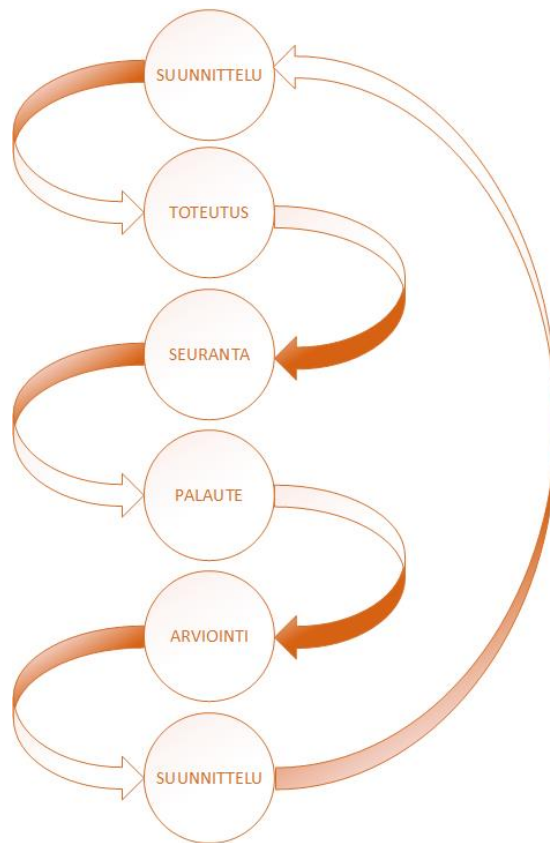 SUUNNITTELU
TOTEUTUS
SEURANTA
PALAUTE
ARVIOINTI
SUUNNITTELU